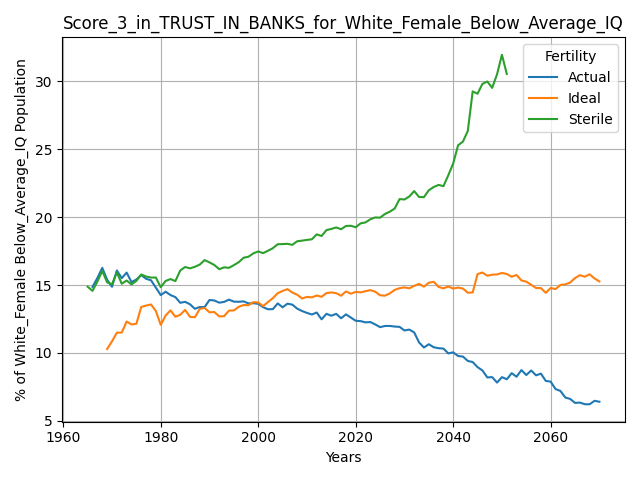 Score_3_in_TRUST_IN_BANKS_for_White_Female_Below_Average_IQ
% of White_Female Below_Average_IQ Population
30
25
20
15
10
5
Fertility
Actual
Ideal
Sterile
1960
1980
2000
2020
2040
2060
Years